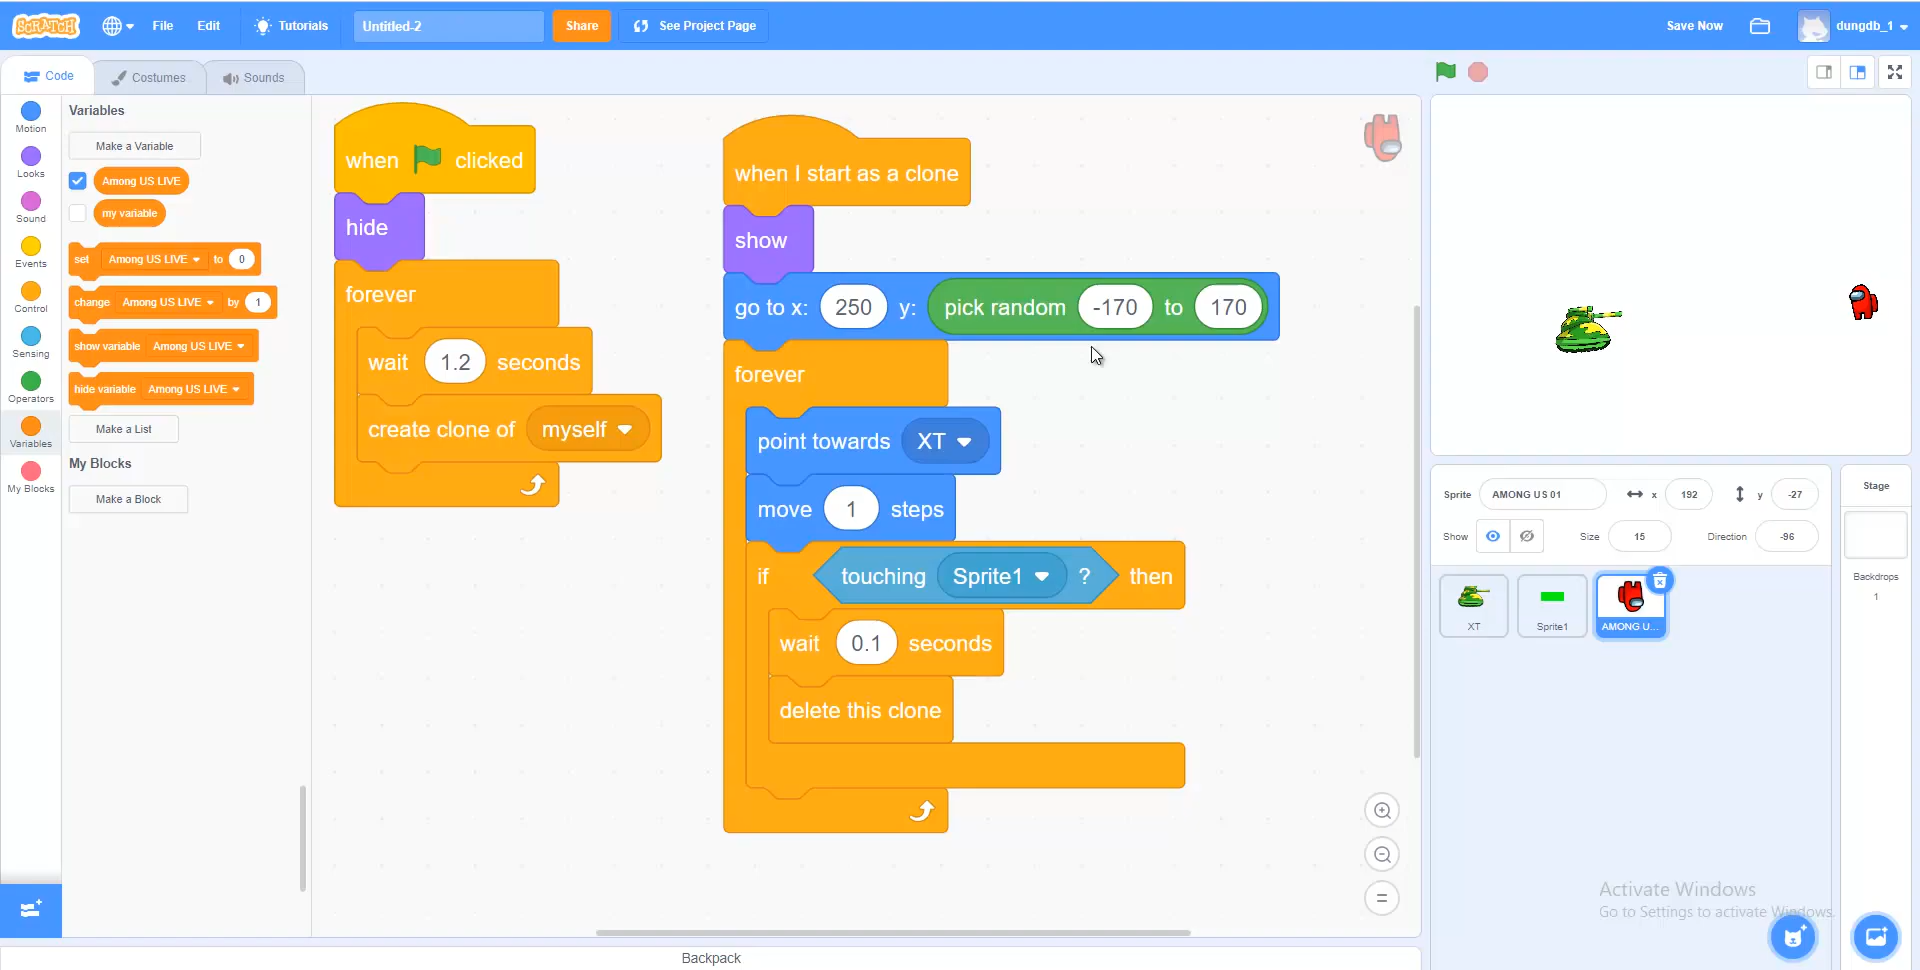 SCRATCH
File
Edit
Tutorials
Untitled-2
Share
See Project Page
Save Now
dungdb_1
Code
Costumes
Sounds
Motion
Looks
Sound
Events
Control
Sensing
Operators
Variables
My Blocks
Variables
Make a Variable
Among US LIVE
my variable
set Among US LIVE to 0
change Among US LIVE by 1
show variable Among US LIVE
hide variable Among US LIVE
Make a List
My Blocks
Make a Block
when clicked
hide
forever
wait 1.2 seconds
create clone of myself
when I start as a clone
show
go to x: 250 y: pick random -170 to 170
forever
point towards XT
move 1 steps
if touching Sprite1 ? then
wait 0.1 seconds
delete this clone
Sprite AMONG US 01 x 192 y -27
Show Size 15 Direction -96
XT
Sprite1
AMONG U...
Stage
Backdrops
1
Activate Windows
Go to Settings to activate Windows.
Backpack